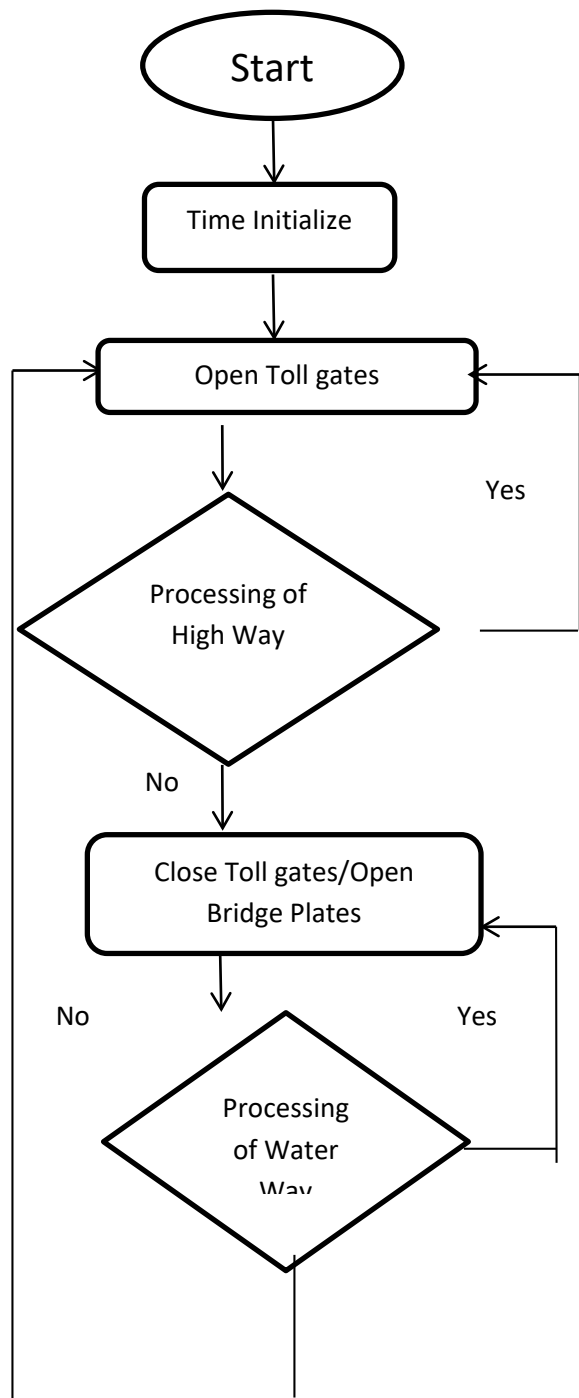 Start
Time Initialize
Open Toll gates
Yes
Processing of
High Way
No
Close Toll gates/Open
Bridge Plates
No
Yes
Processing
of Water
Way